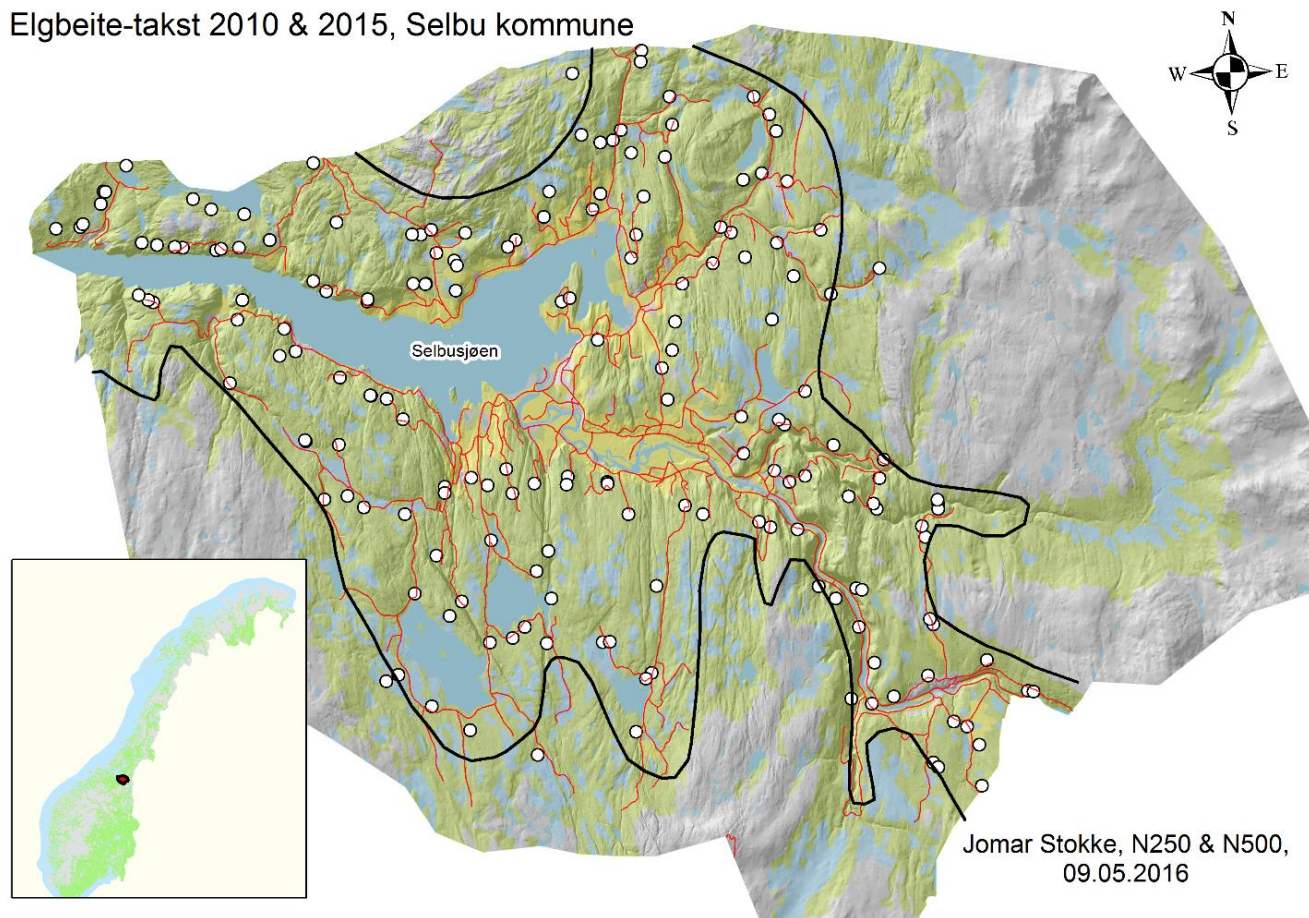 Elgbeite-takst 2010 & 2015, Selbu kommune
N
W E
S
Selbusjøen
Jomar Stokke, N250 & N500,
09.05.2016